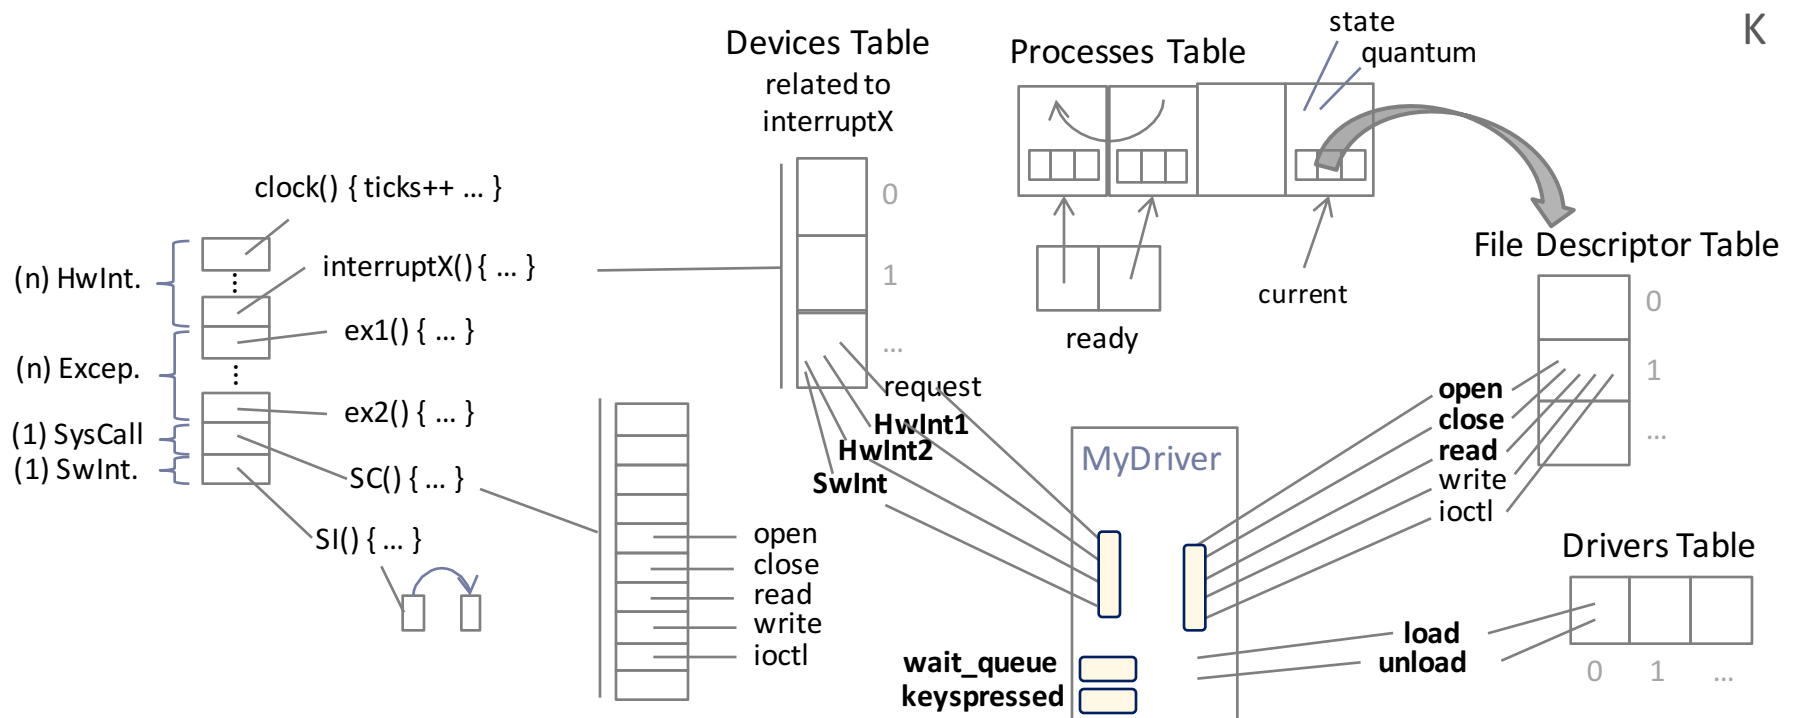 K
Devices Table
related to
interruptX
0
1
...
Processes Table
state
quantum
ready
current
File Descriptor Table
0
1
...
clock() { ticks++ ... }
interruptX() { ... }
ex1() { ... }
ex2() { ... }
SC() { ... }
SI() { ... }
(n) HwInt.
(n) Excep.
(1) SysCall
(1) SwInt.
open
close
read
write
ioctl
request
HwInt1
HwInt2
SwInt
MyDriver
wait_queue
keyspressed
open
close
read
write
ioctl
Drivers Table
load
unload
0 1 ...